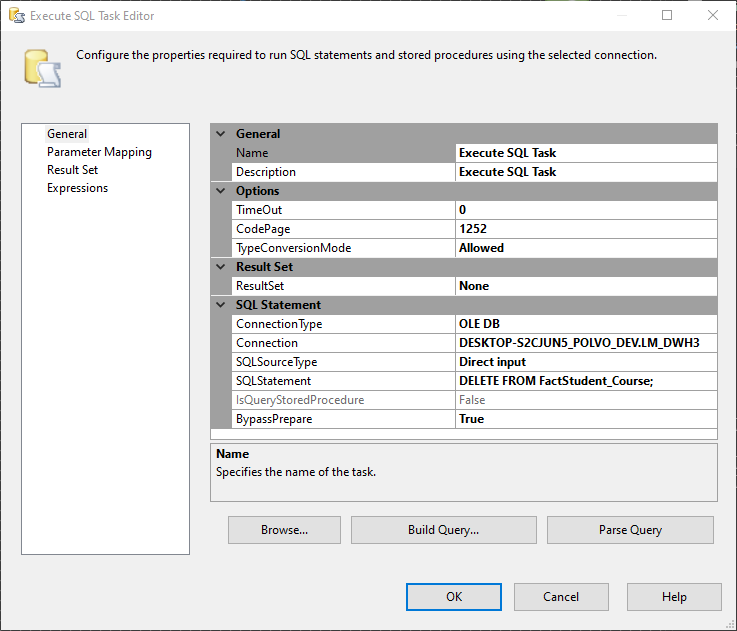 Execute SQL Task Editor
Configure the properties required to run SQL statements and stored procedures using the selected connection.
General
Parameter Mapping
Result Set
Expressions
General
Name Execute SQL Task
Description Execute SQL Task
Options
TimeOut 0
CodePage 1252
TypeConversionMode Allowed
Result Set
ResultSet None
SQL Statement
ConnectionType OLE DB
Connection DESKTOP-S2CJUN5_POLVO_DEV.LM_DWH3
SQLSourceType Direct input
SQLStatement DELETE FROM FactStudent_Course;
IsQueryStoredProcedure False
BypassPrepare True
Name
Specifies the name of the task.
Browse... Build Query... Parse Query
OK Cancel Help